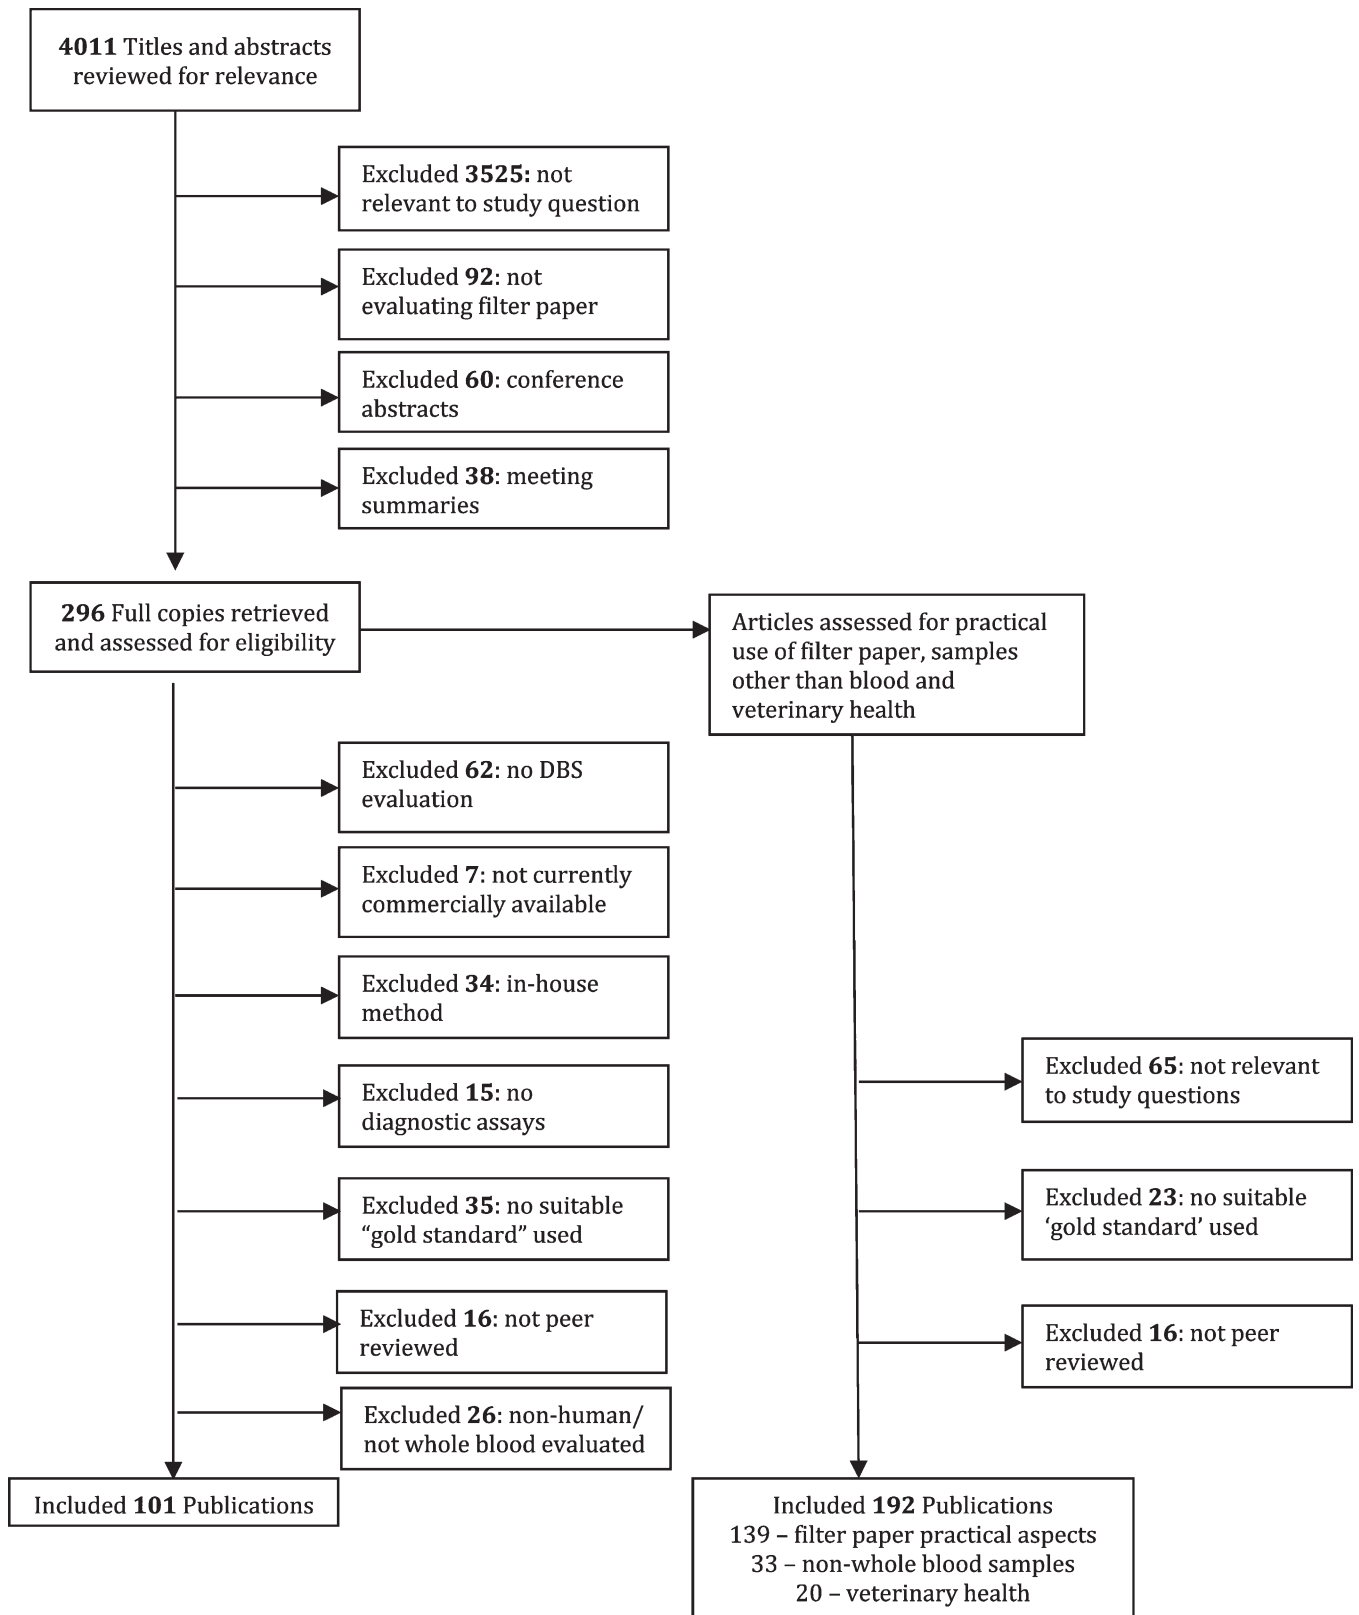 4011 Titles and abstracts
reviewed for relevance
Excluded 3525: not
relevant to study question
Excluded 92: not
evaluating filter paper
Excluded 60: conference
abstracts
Excluded 38: meeting
summaries
296 Full copies retrieved
and assessed for eligibility
Articles assessed for practical
use of filter paper, samples
other than blood and
veterinary health
Excluded 62: no DBS
evaluation
Excluded 7: not currently
commercially available
Excluded 34: in-house
method
Excluded 15: no
diagnostic assays
Excluded 35: no suitable
“gold standard” used
Excluded 16: not peer
reviewed
Excluded 26: non-human/
not whole blood evaluated
Excluded 65: not relevant
to study questions
Excluded 23: no suitable
‘gold standard’ used
Excluded 16: not peer
reviewed
Included 101 Publications
Included 192 Publications
139 – filter paper practical aspects
33 – non-whole blood samples
20 – veterinary health